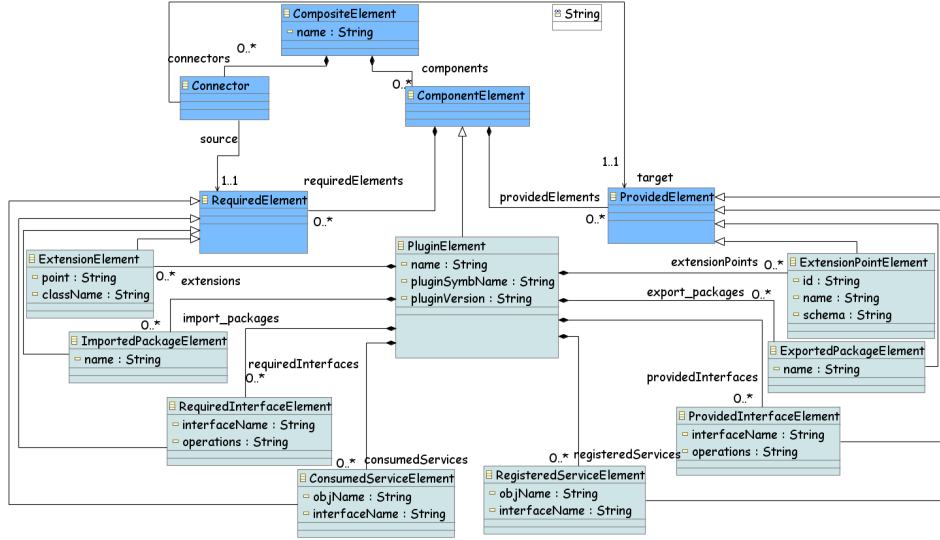 CompositeElement
name : String
String
0..*
connectors
components
0..*
Connector
ComponentElement
source
1..1
target
1..1
requiredElements
0..*
providedElements
0..*
RequiredElement
ProvidedElement
PluginElement
name : String
pluginSymbName : String
pluginVersion : String
ExtensionElement
point : String
className : String
0..*
extensions
extensionPoints
0..*
ExtensionPointElement
id : String
name : String
schema : String
0..*
import_packages
export_packages
0..*
ImportedPackageElement
name : String
ExportedPackageElement
name : String
requiredInterfaces
0..*
providedInterfaces
0..*
RequiredInterfaceElement
interfaceName : String
operations : String
ProvidedInterfaceElement
interfaceName : String
operations : String
0..*
consumedServices
0..*
registeredServices
ConsumedServiceElement
objName : String
interfaceName : String
RegisteredServiceElement
objName : String
interfaceName : String